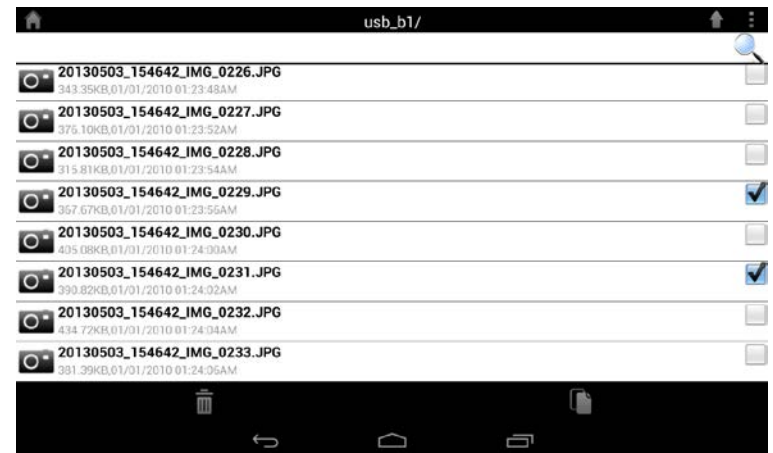 usb_b1/
20130503_154642_IMG_0226.JPG
343.35KB,01/01/2010 01:23:48AM
20130503_154642_IMG_0227.JPG
376.10KB,01/01/2010 01:23:52AM
20130503_154642_IMG_0228.JPG
315.81KB,01/01/2010 01:23:54AM
20130503_154642_IMG_0229.JPG
367.67KB,01/01/2010 01:23:56AM
20130503_154642_IMG_0230.JPG
405.08KB,01/01/2010 01:24:00AM
20130503_154642_IMG_0231.JPG
390.82KB,01/01/2010 01:24:02AM
20130503_154642_IMG_0232.JPG
434.72KB,01/01/2010 01:24:04AM
20130503_154642_IMG_0233.JPG
381.39KB,01/01/2010 01:24:06AM